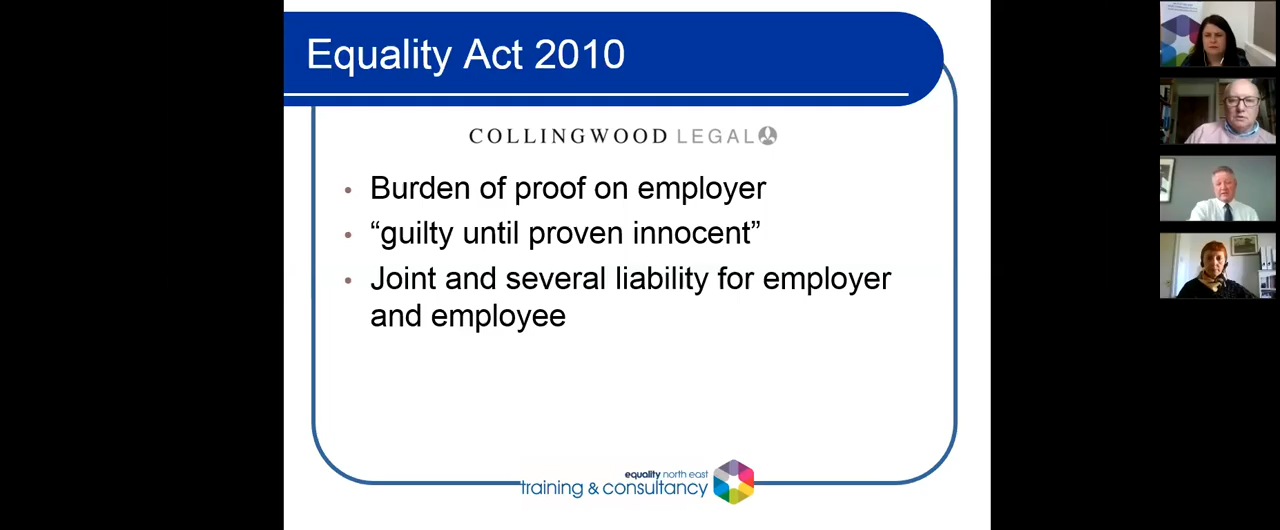 Equality Act 2010
COLLINGWOOD LEGAL
• Burden of proof on employer
• “guilty until proven innocent”
• Joint and several liability for employer
and employee
equality north east
training & consultancy